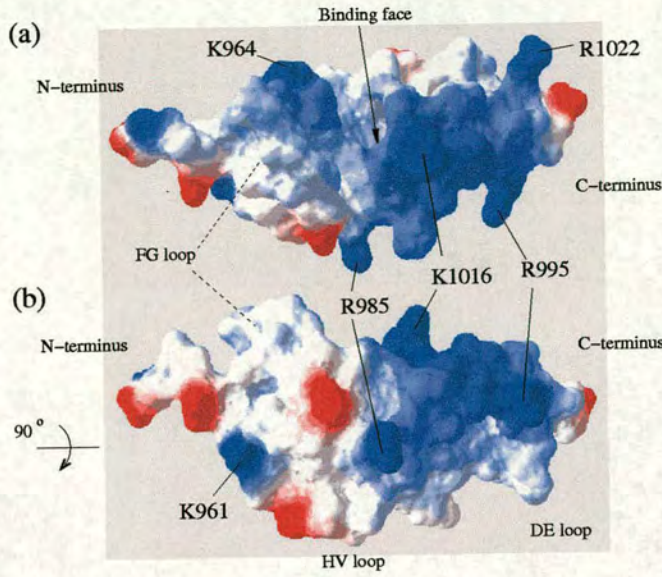 (a)
Binding face
K964
R1022
N-terminus
C-terminus
FG loop
K1016
R995
R985
(b)
N-terminus
C-terminus
90 °
K961
DE loop
HV loop